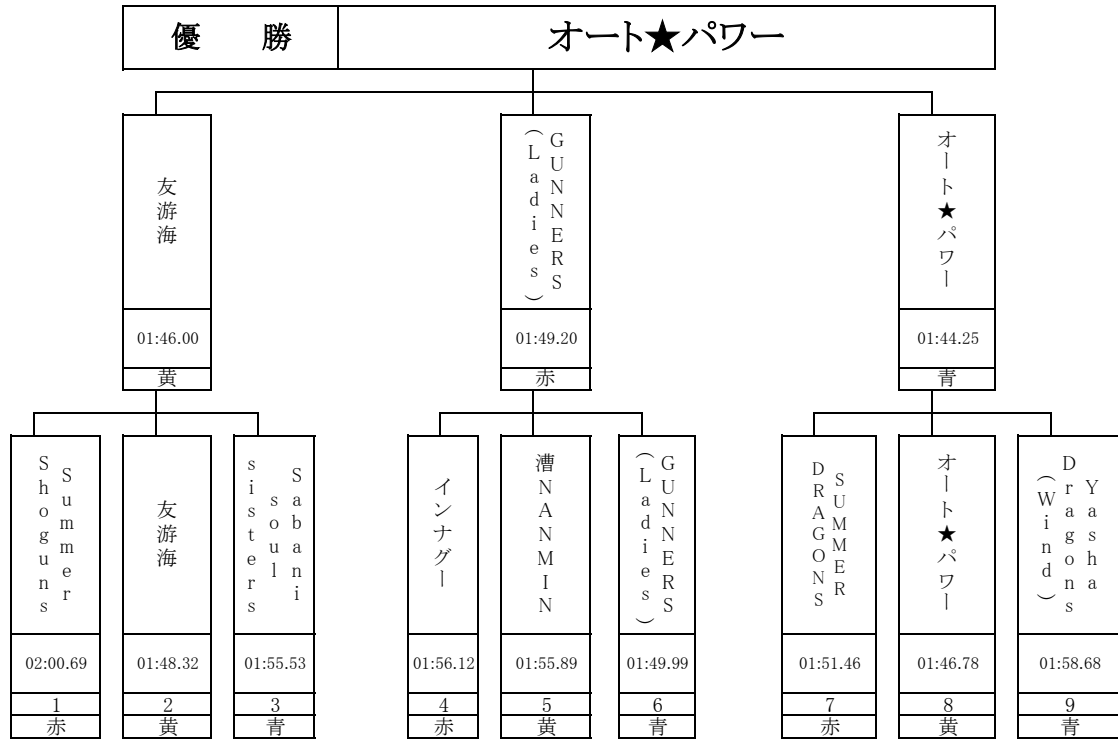 優 勝 オート★パワー
友游海 GUNNERS (Ladies) オート★パワー
01:46.00 01:49.20 01:44.25
黄 赤 青
Summer Shoguns
友游海
Sabani soul sisters
インナグー
漕NANMIN
GUNNERS (Ladies)
SUMMER DRAGONS
オート★パワー
Yasha Dragons (Wind)
02:00.69 01:48.32 01:55.53 01:56.12 01:55.89 01:49.99 01:51.46 01:46.78 01:58.68
1 2 3 4 5 6 7 8 9
赤 黄 青 赤 黄 青 赤 黄 青